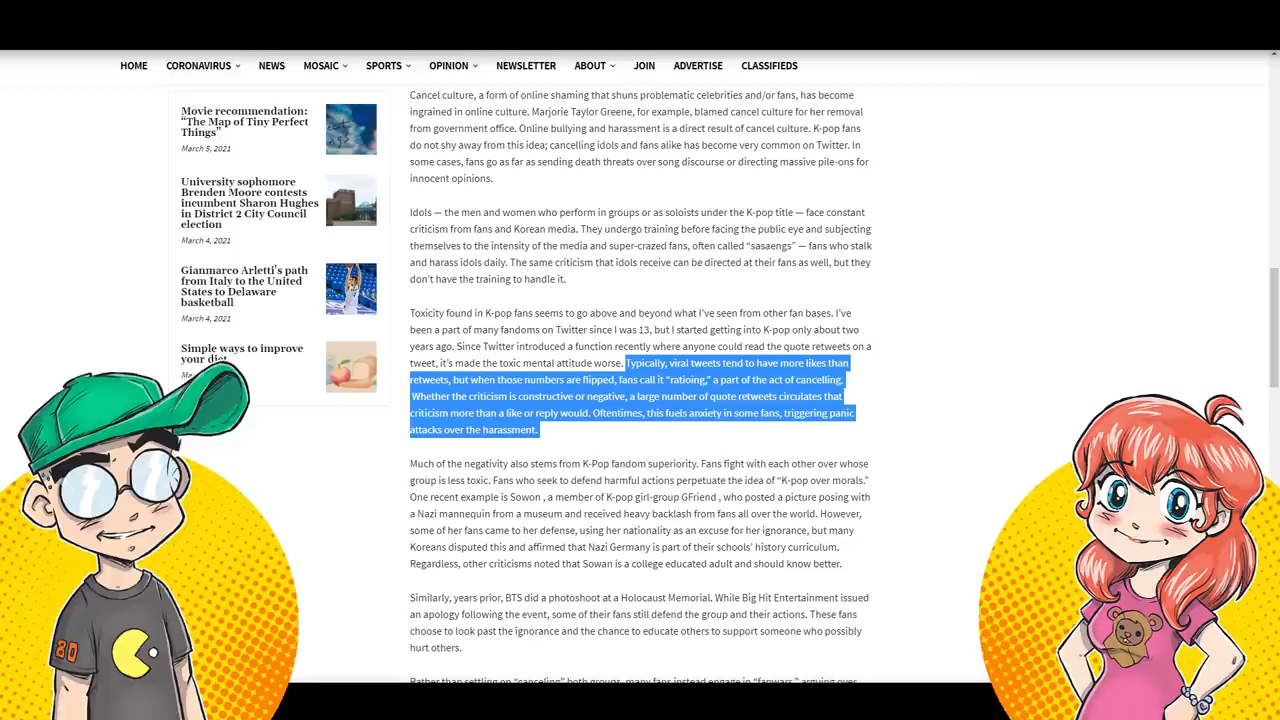 HOME CORONAVIRUS NEWS MOSAIC SPORTS OPINION NEWSLETTER ABOUT JOIN ADVERTISE CLASSIFIEDS
Movie recommendation:
“The Map of Tiny Perfect
Things”
March 5, 2021
University sophomore
Brenden Moore contests
incumbent Sharon Hughes
in District 2 City Council
election
March 4, 2021
Gianmarco Arletti’s path
from Italy to the United
States to Delaware
basketball
March 4, 2021
Simple ways to improve
your diet
Cancel culture, a form of online shaming that shuns problematic celebrities and/or fans, has become
ingrained in online culture. Marjorie Taylor Greene, for example, blamed cancel culture for her removal
from government office. Online bullying and harassment is a direct result of cancel culture. K-pop fans
do not shy away from this idea; cancelling idols and fans alike has become very common on Twitter. In
some cases, fans go as far as sending death threats over song discourse or directing massive pile-ons for
innocent opinions.
Idols — the men and women who perform in groups or as soloists under the K-pop title — face constant
criticism from fans and Korean media. They undergo training before facing the public eye and subjecting
themselves to the intensity of the media and super-crazed fans, often called “sasaengs” — fans who stalk
and harass idols daily. The same criticism that idols receive can be directed at their fans as well, but they
don’t have the training to handle it.
Toxicity found in K-pop fans seems to go above and beyond what I’ve seen from other fan bases. I’ve
been a part of many fandoms on Twitter since I was 13, but I started getting into K-pop only about two
years ago. Since Twitter introduced a function recently where anyone could read the quote retweets on a
tweet, it’s made the toxic mental attitude worse. Typically, viral tweets tend to have more likes than
retweets, but when those numbers are flipped, fans call it “ratioing,” a part of the act of cancelling.
Whether the criticism is constructive or negative, a large number of quote retweets circulates that
criticism more than a like or reply would. Oftentimes, this fuels anxiety in some fans, triggering panic
attacks over the harassment.
Much of the negativity also stems from K-Pop fandom superiority. Fans fight with each other over whose
group is less toxic. Fans who seek to defend harmful actions perpetuate the idea of “K-pop over morals.”
One recent example is Sowon , a member of K-pop girl-group GFriend , who posted a picture posing with
a Nazi mannequin from a museum and received heavy backlash from fans all over the world. However,
some of her fans came to her defense, using her nationality as an excuse for her ignorance, but many
Koreans disputed this and affirmed that Nazi Germany is part of their schools’ history curriculum.
Regardless, other criticisms noted that Sowan is a college educated adult and should know better.
Similarly, years prior, BTS did a photoshoot at a Holocaust Memorial. While Big Hit Entertainment issued
an apology following the event, some of their fans still defend the group and their actions. These fans
choose to look past the ignorance and the chance to educate others to support someone who possibly
hurt others.
Rather than settling on “canceling” both groups, many fans instead engage in “fanwars,” arguing over
80